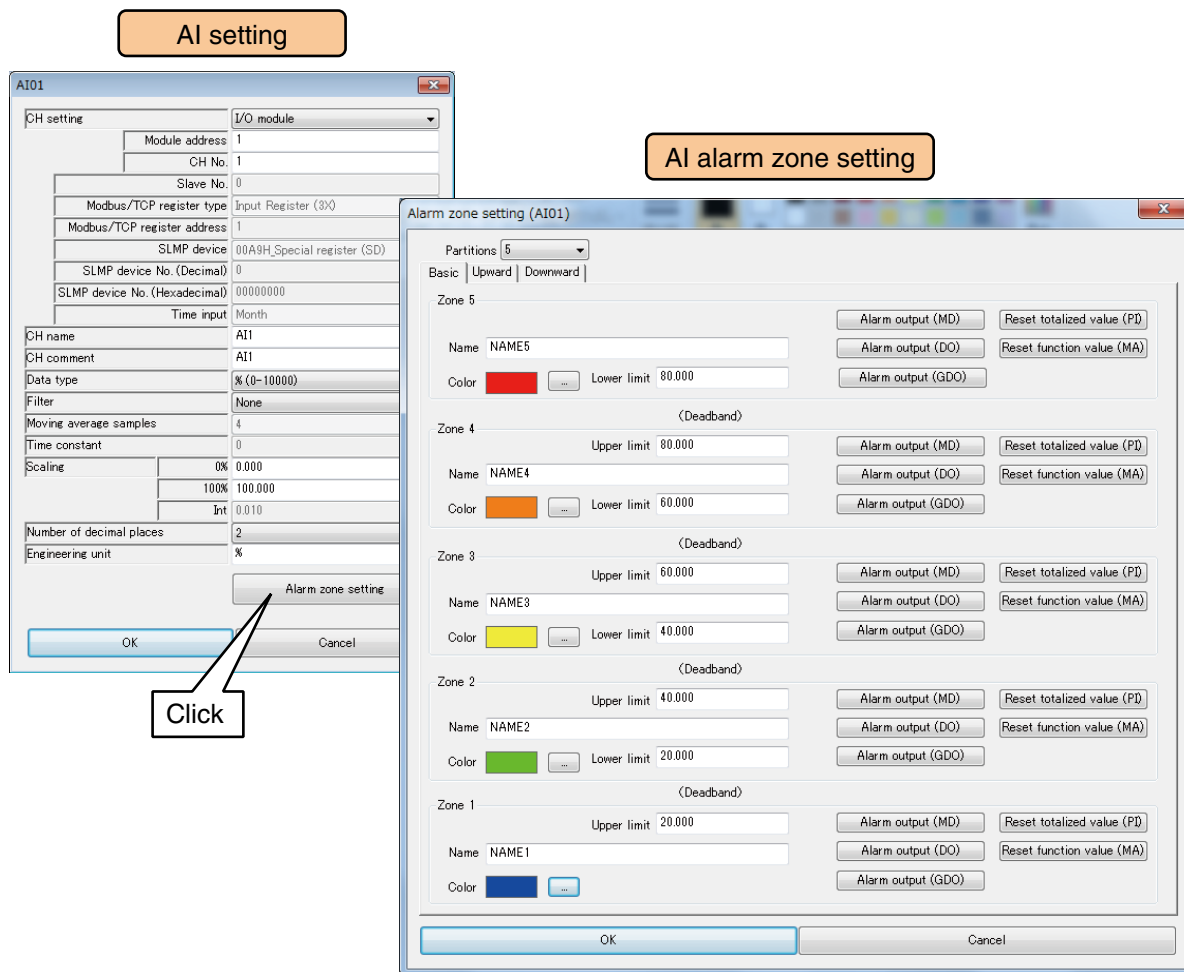 AI setting
AI01
CH setting I/O module
Module address 1
CH No. 1
Slave No. 0
Modbus/TCP register type Input Register (3X)
Modbus/TCP register address 1
SLMP device 00A9H_Special register (SD)
SLMP device No. (Decimal) 0
SLMP device No. (Hexadecimal) 00000000
Time input Month
CH name AI1
CH comment AI1
Data type % (0-10000)
Filter None
Moving average samples 4
Time constant 0
Scaling 0% 0.000
100% 100.000
Int 0.010
Number of decimal places 2
Engineering unit %
Alarm zone setting
OK Cancel
Click
AI alarm zone setting
Alarm zone setting (AI01)
Partitions 5
Basic Upward Downward
Zone 5
Alarm output (MD) Reset totalized value (PI)
Name NAME5 Alarm output (DO) Reset function value (MA)
Color ... Lower limit 80.000 Alarm output (GDO)
(Deadband)
Zone 4
Upper limit 80.000 Alarm output (MD) Reset totalized value (PI)
Name NAME4 Alarm output (DO) Reset function value (MA)
Color ... Lower limit 60.000 Alarm output (GDO)
(Deadband)
Zone 3
Upper limit 60.000 Alarm output (MD) Reset totalized value (PI)
Name NAME3 Alarm output (DO) Reset function value (MA)
Color ... Lower limit 40.000 Alarm output (GDO)
(Deadband)
Zone 2
Upper limit 40.000 Alarm output (MD) Reset totalized value (PI)
Name NAME2 Alarm output (DO) Reset function value (MA)
Color ... Lower limit 20.000 Alarm output (GDO)
(Deadband)
Zone 1
Upper limit 20.000 Alarm output (MD) Reset totalized value (PI)
Name NAME1 Alarm output (DO) Reset function value (MA)
Color ... Alarm output (GDO)
OK Cancel